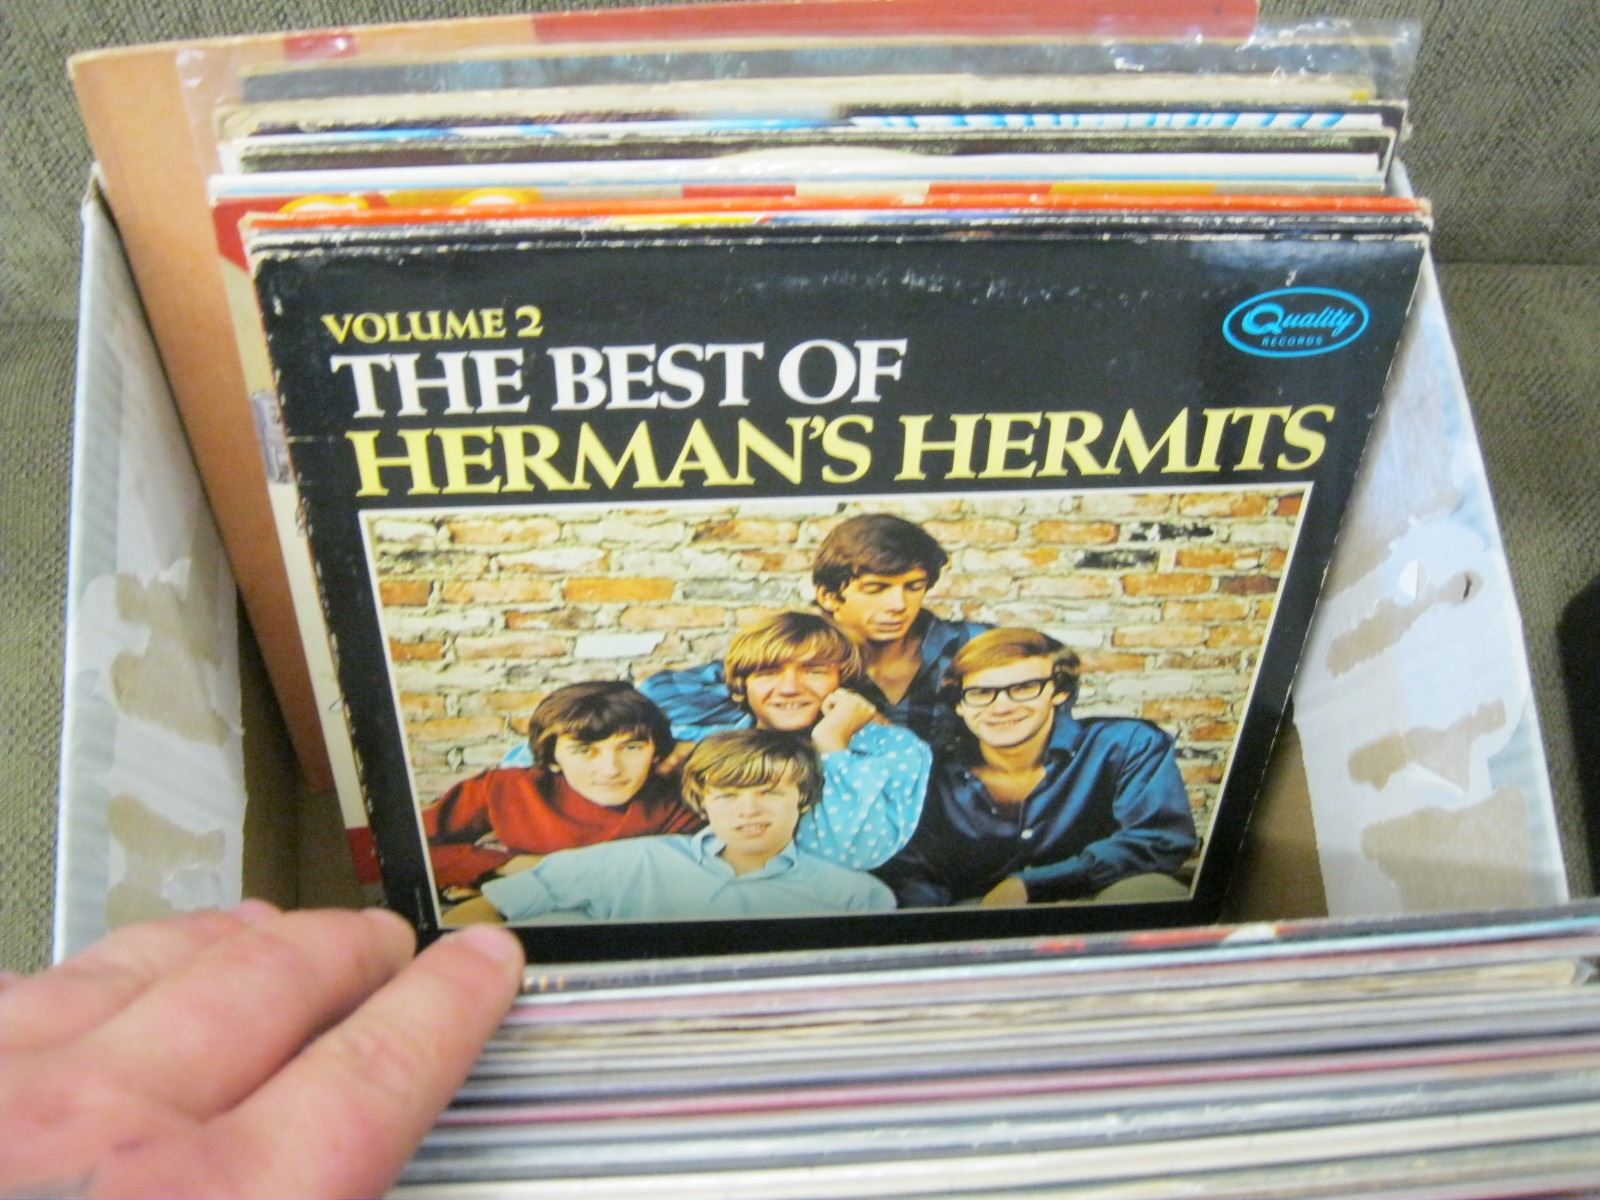 VOLUME 2
THE BEST OF
HERMAN'S HERMITS
Quality
RECORDS